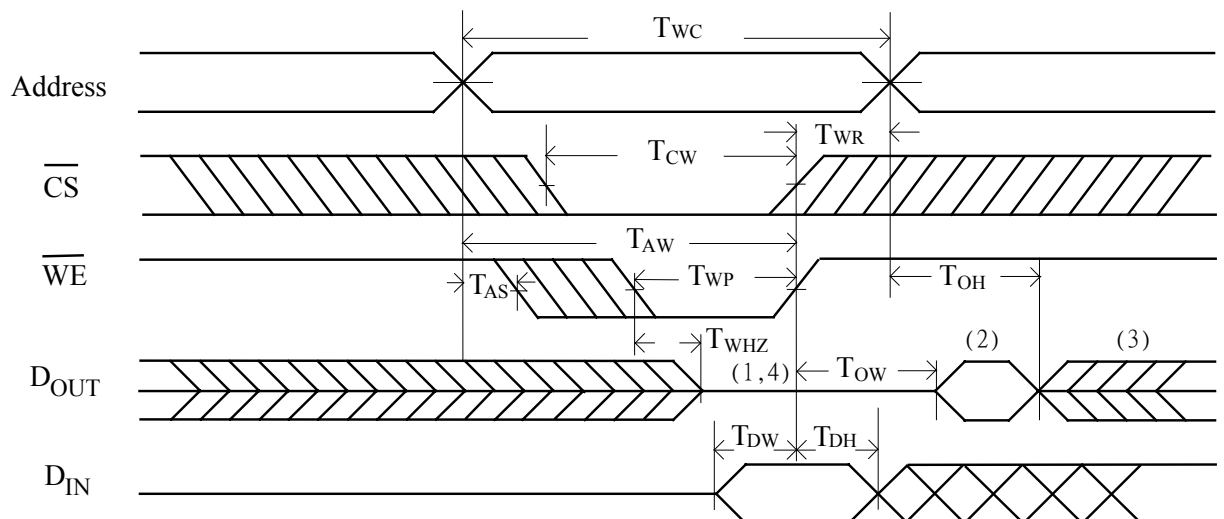 TWC
Address
TWR
TCW
CS
TAW
WE
TAS
TWP
TOH
TWHZ
(2)
(3)
DOUT
(1,4)
TOW
TDW
TDH
DIN